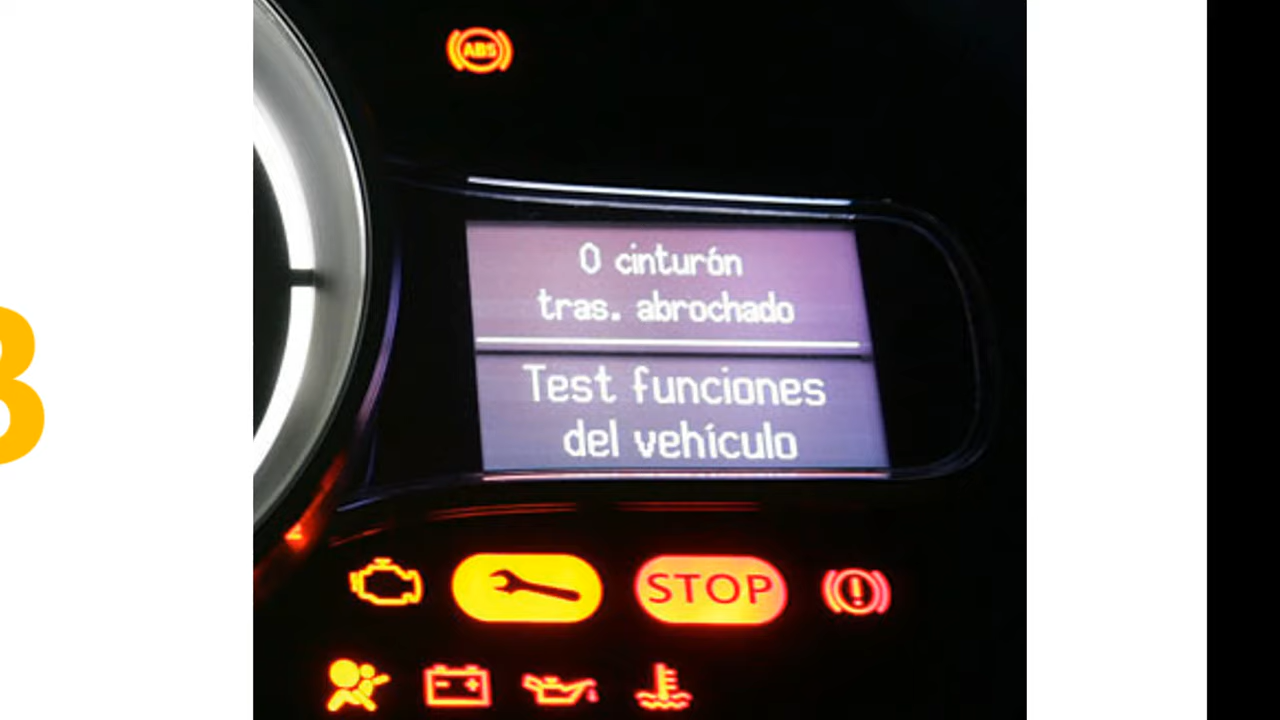 ABS
0 cinturón
tras. abrochado
Test funciones
del vehículo
STOP